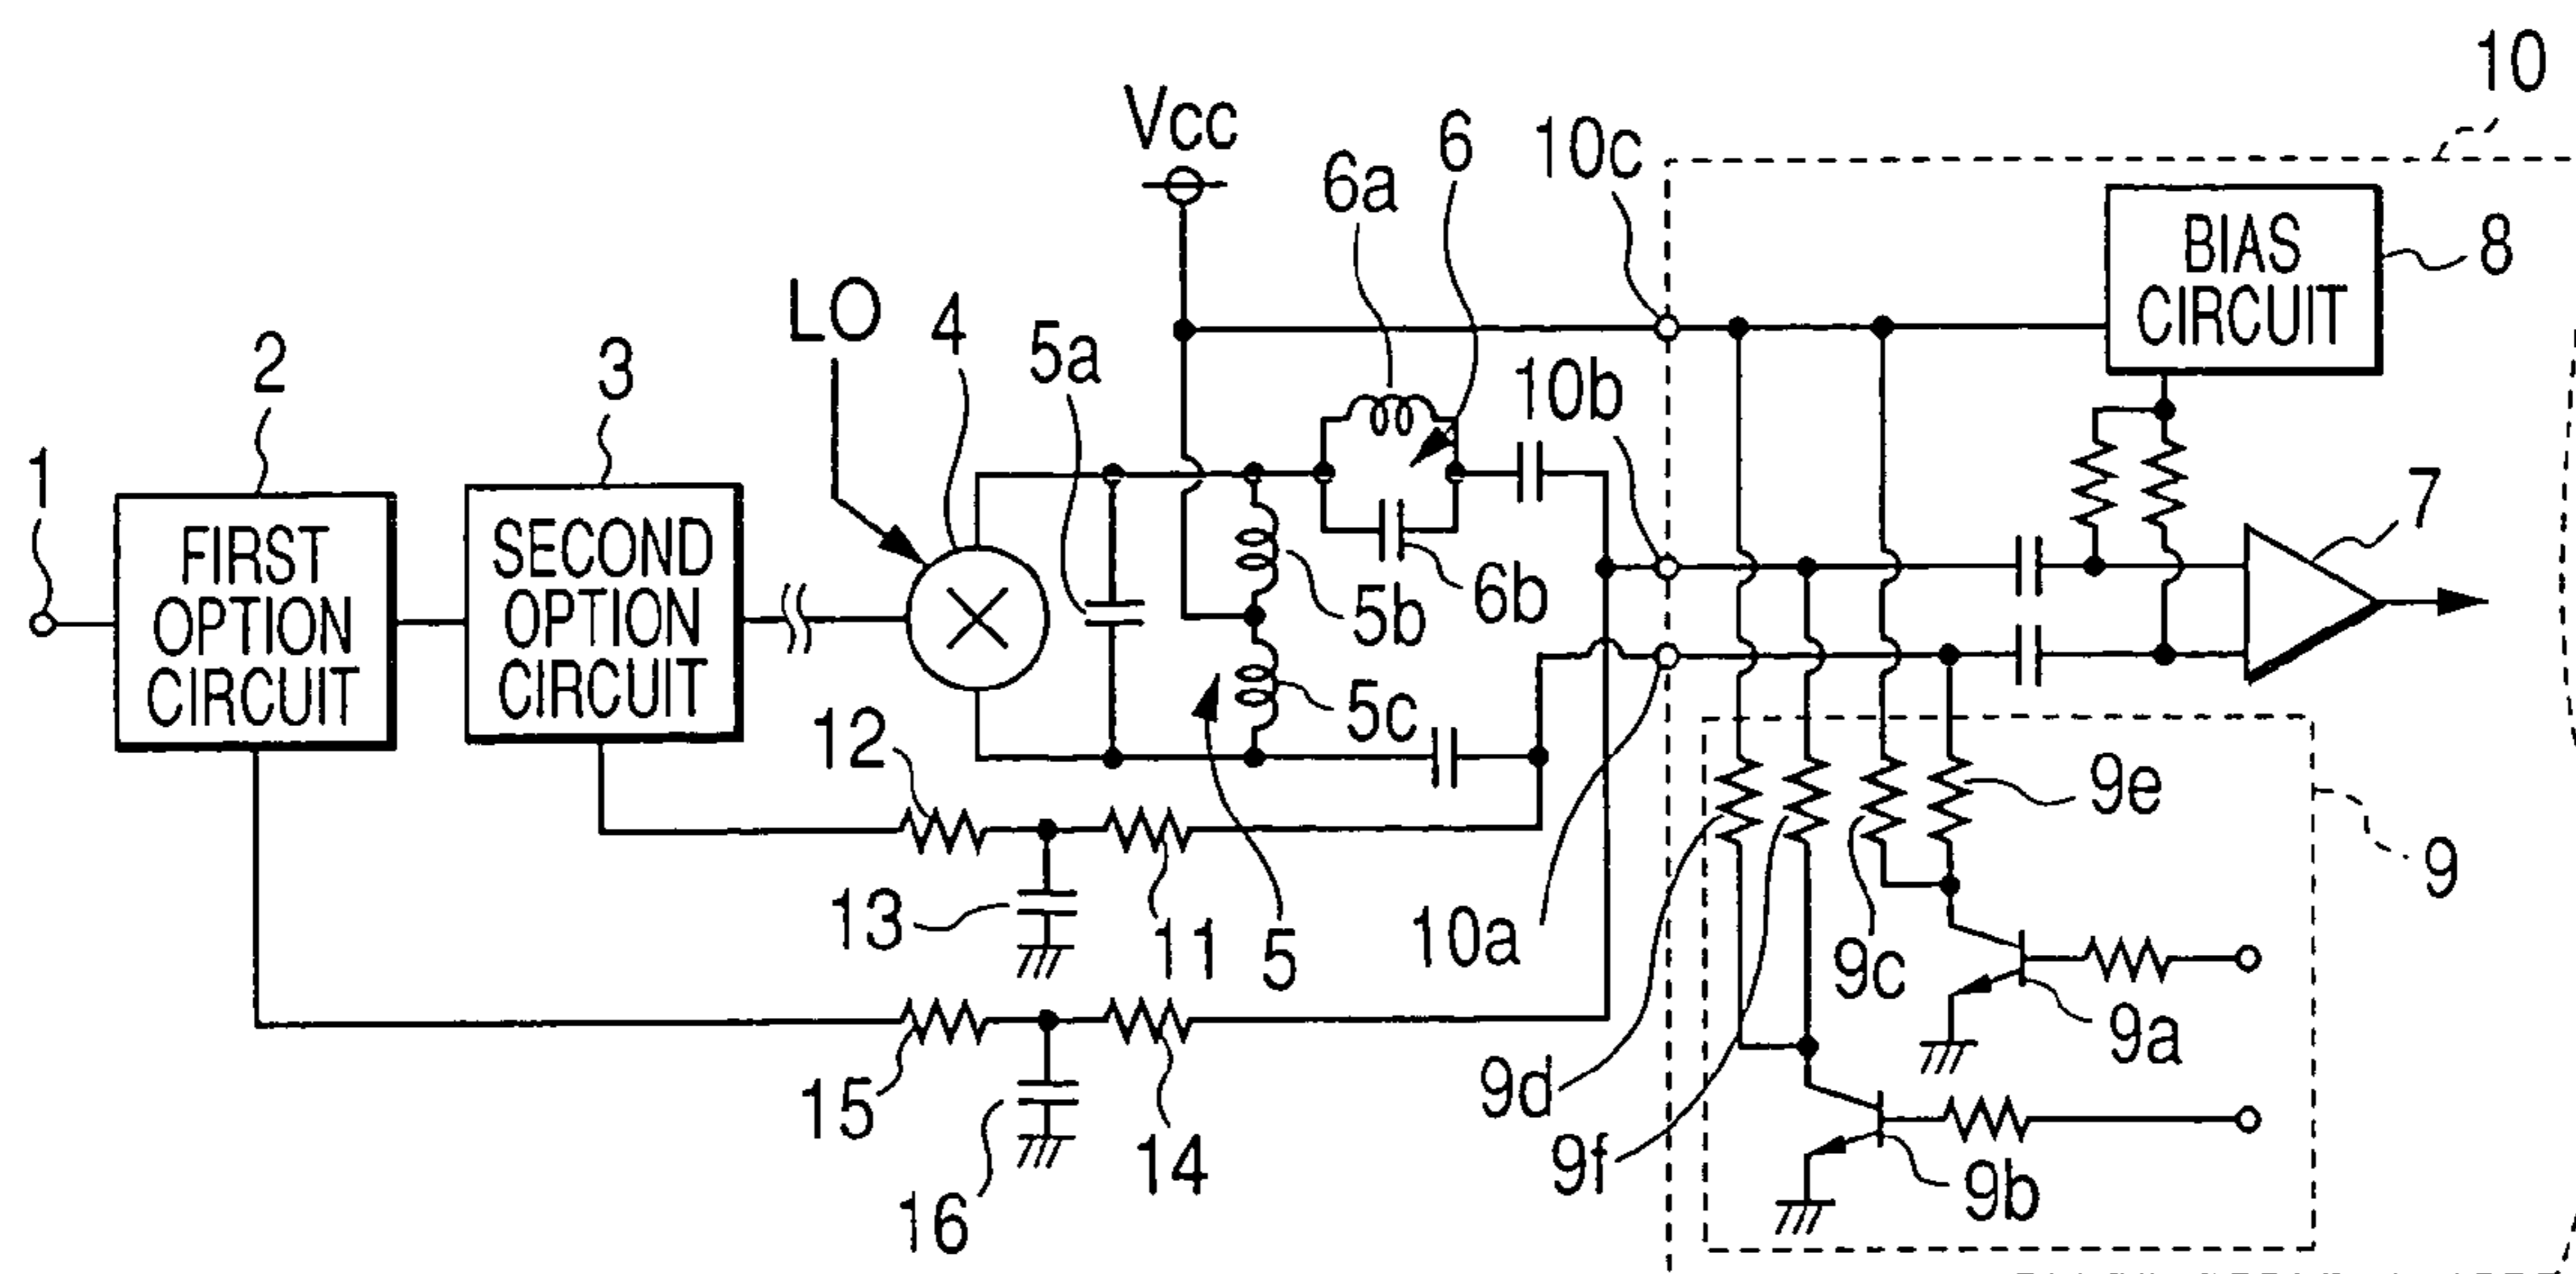 10
Vcc
10c
6
6a
BIAS
CIRCUIT
8
LO
4
5a
2
3
10b
1
FIRST
OPTION
CIRCUIT
SECOND
OPTION
CIRCUIT
7
6b
5b
5c
12
9e
9
13
11
5
10a
9c
9a
9d
15
14
9f
9b
16